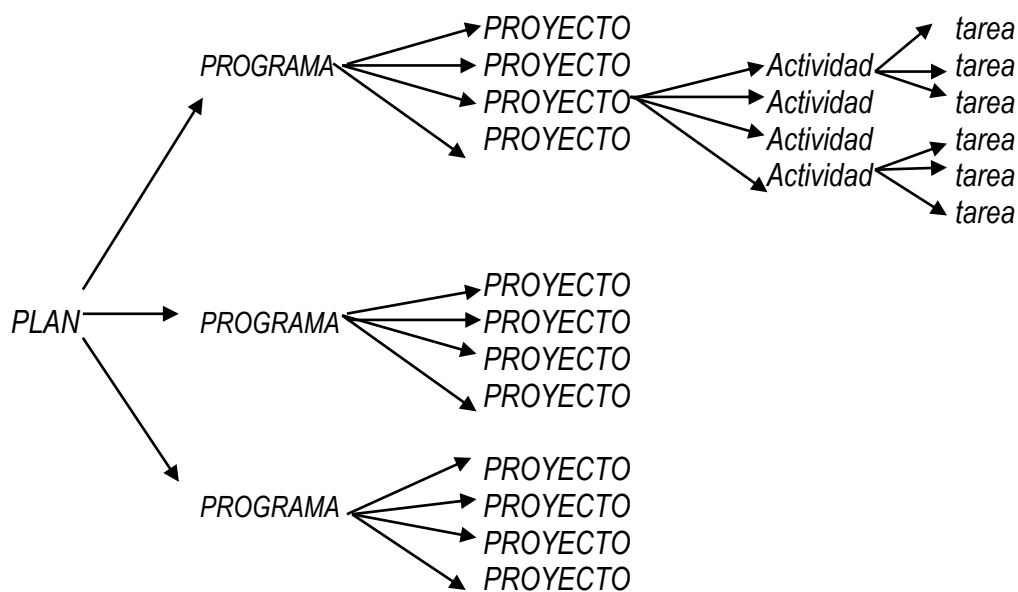 PROYECTO tarea
PROGRAMA PROYECTO Actividad tarea
PROYECTO Actividad tarea
PROYECTO Actividad tarea
Actividad tarea
tarea
PROYECTO
PLAN PROGRAMA PROYECTO
PROYECTO
PROYECTO
PROYECTO
PROGRAMA PROYECTO
PROYECTO
PROYECTO